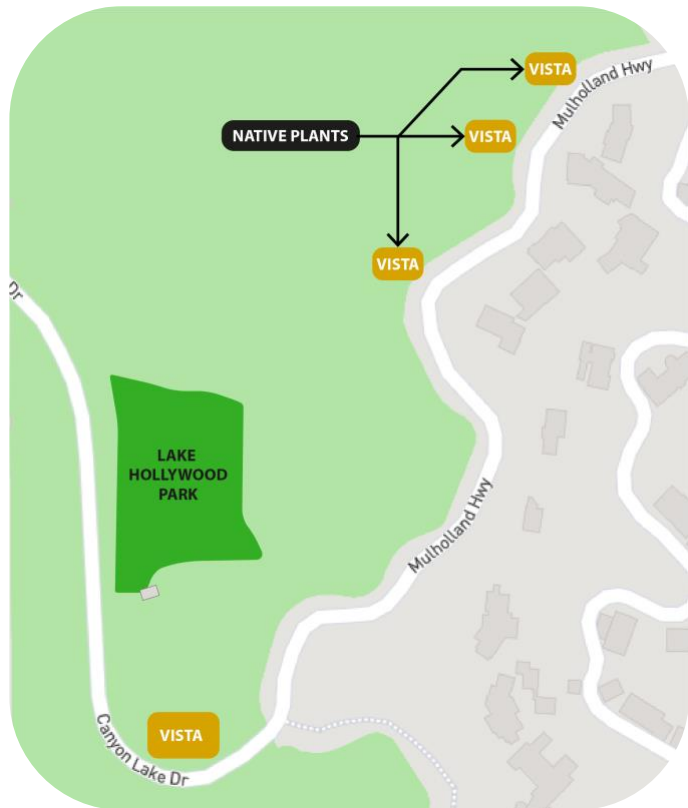 VISTA
Mulholland Hwy
NATIVE PLANTS
VISTA
VISTA
Dr
LAKE
HOLLYWOOD
PARK
Mulholland Hwy
VISTA
Canyon Lake Dr